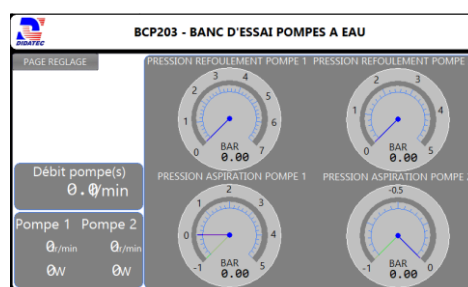 DIDATEC
BCP203 - BANC D'ESSAI POMPES A EAU
PAGE REGLAGE
PRESSION REFOULEMENT POMPE 1
PRESSION REFOULEMENT POMPE
0 1 2 3 4 5 6 7
BAR
0.00
0 1 2 3 4 5
BAR
0.00
Débit pompe(s)
0.0 /min
PRESSION ASPIRATION POMPE 1
PRESSION ASPIRATION POMPE 2
-1 0 1 2 3 4 5
BAR
0.00
-1 -0.5 0
BAR
0.00
Pompe 1 Pompe 2
0r/min 0r/min
0W 0W